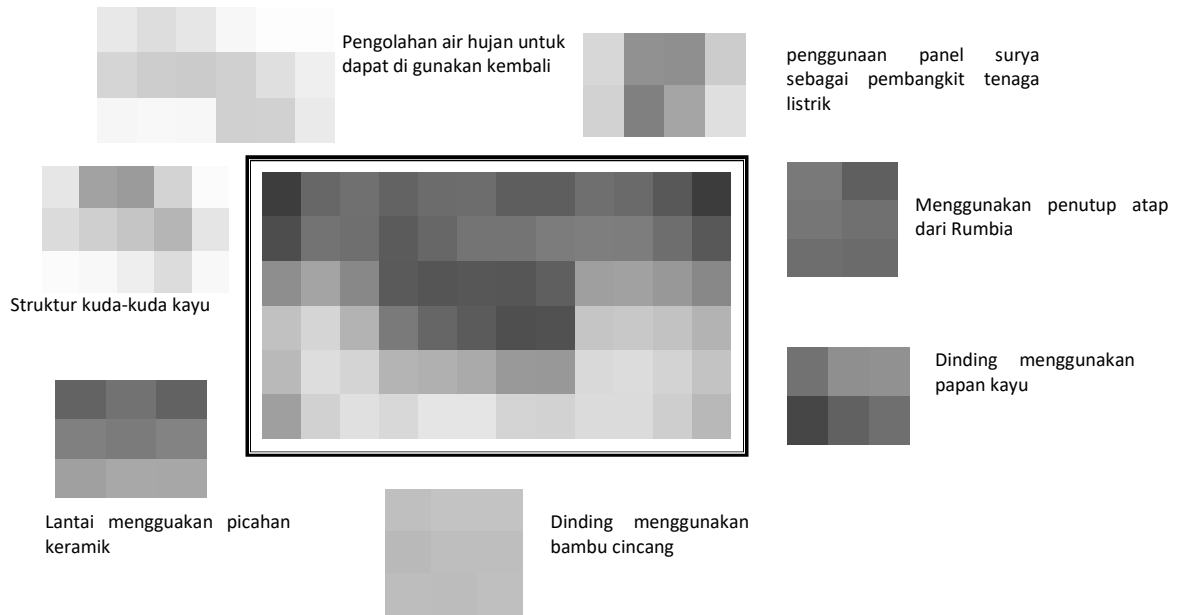 Pengolahan air hujan untuk
dapat di gunakan kembali
penggunaan panel surya
sebagai pembangkit tenaga
listrik
Menggunakan penutup atap
dari Rumbia
Struktur kuda-kuda kayu
Dinding menggunakan
papan kayu
Lantai mengguakan picahan
keramik
Dinding menggunakan
bambu cincang